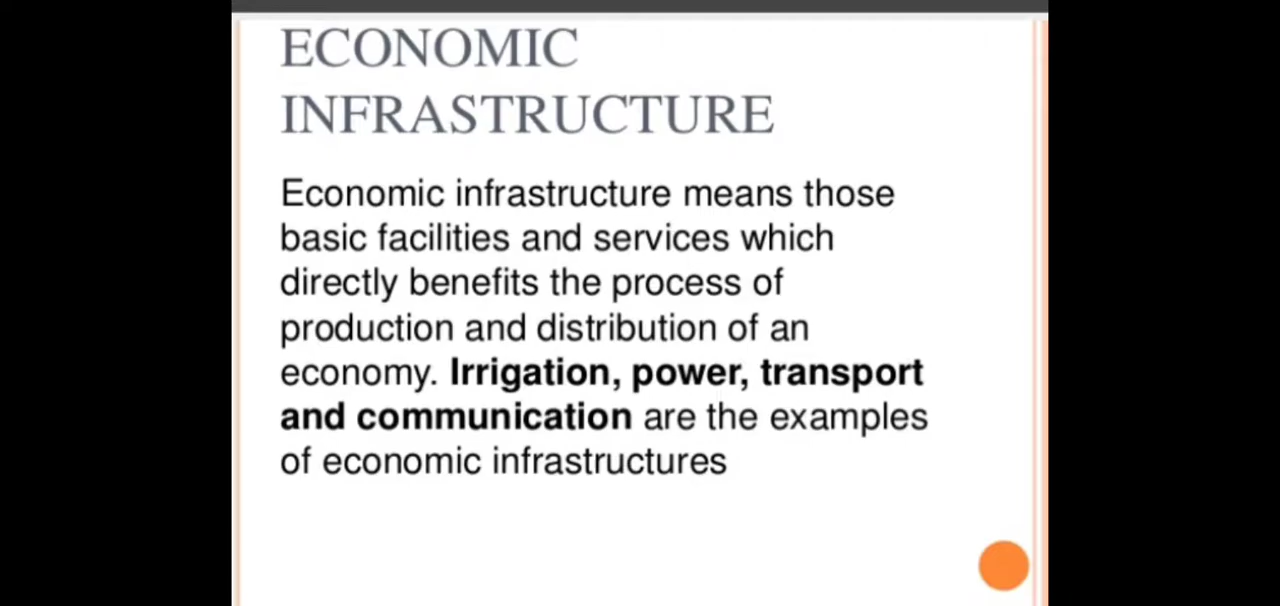 ECONOMIC
INFRASTRUCTURE
Economic infrastructure means those
basic facilities and services which
directly benefits the process of
production and distribution of an
economy. Irrigation, power, transport
and communication are the examples
of economic infrastructures